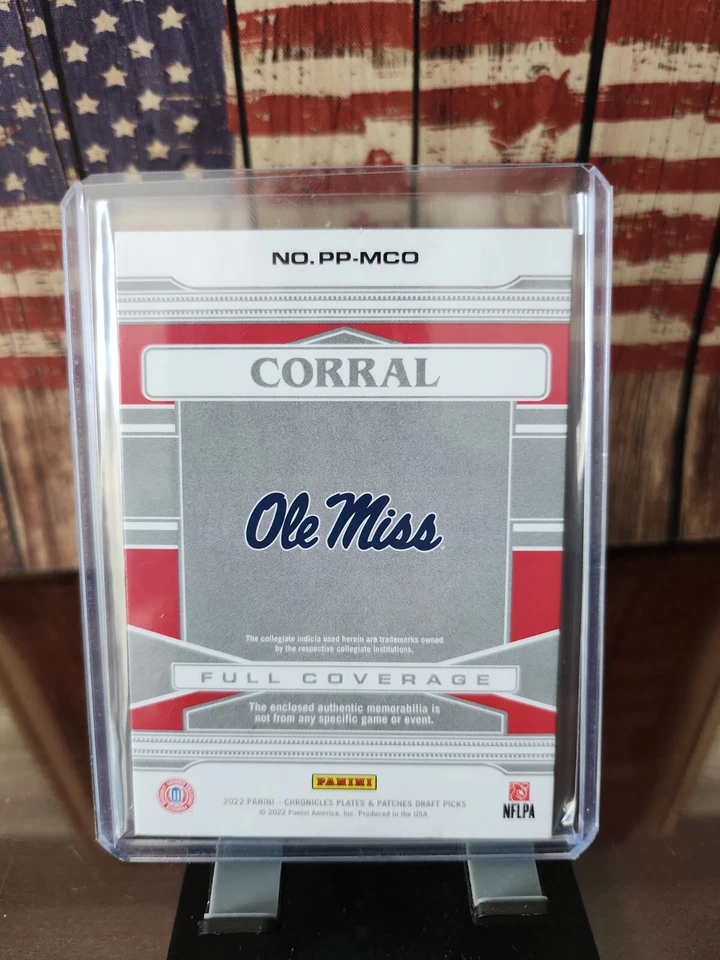 NO. PP-MCO
CORRAL
Ole Miss
The collegiate indicia used herein are trademarks owned
by the respective collegiate institutions.
FULL COVERAGE
The enclosed authentic memorabilia is
not from any specific game or event.
PANINI
2022 PANINI - CHRONICLES PLATES & PATCHES DRAFT PICKS
© 2022 Panini America, Inc. Produced in the USA.
NFLPA